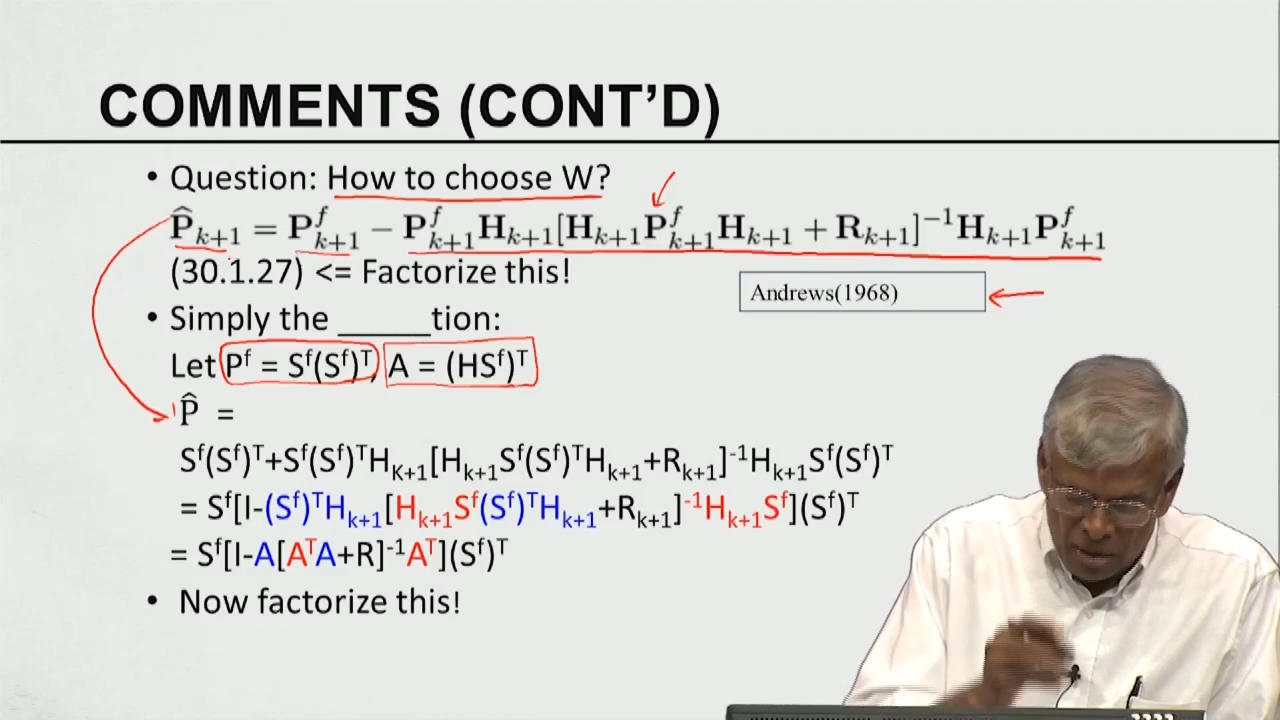 COMMENTS (CONT’D)
• Question: How to choose W?
P̂ₖ₊₁ = Pᶠₖ₊₁ − Pᶠₖ₊₁Hₖ₊₁[Hₖ₊₁Pᶠₖ₊₁Hₖ₊₁ + Rₖ₊₁]⁻¹Hₖ₊₁Pᶠₖ₊₁
(30.1.27) <= Factorize this!
Andrews(1968)
• Simply the ______tion:
Let Pᶠ = Sᶠ(Sᶠ)ᵀ, A = (HSᶠ)ᵀ
P̂ =
Sᶠ(Sᶠ)ᵀ+Sᶠ(Sᶠ)ᵀH_K+1[Hₖ₊₁Sᶠ(Sᶠ)ᵀHₖ₊₁+Rₖ₊₁]⁻¹Hₖ₊₁Sᶠ(Sᶠ)ᵀ
= Sᶠ[I-(Sᶠ)ᵀHₖ₊₁[Hₖ₊₁Sᶠ(Sᶠ)ᵀHₖ₊₁+Rₖ₊₁]⁻¹Hₖ₊₁Sᶠ](Sᶠ)ᵀ
= Sᶠ[I-A[AᵀA+R]⁻¹Aᵀ](Sᶠ)ᵀ
• Now factorize this!